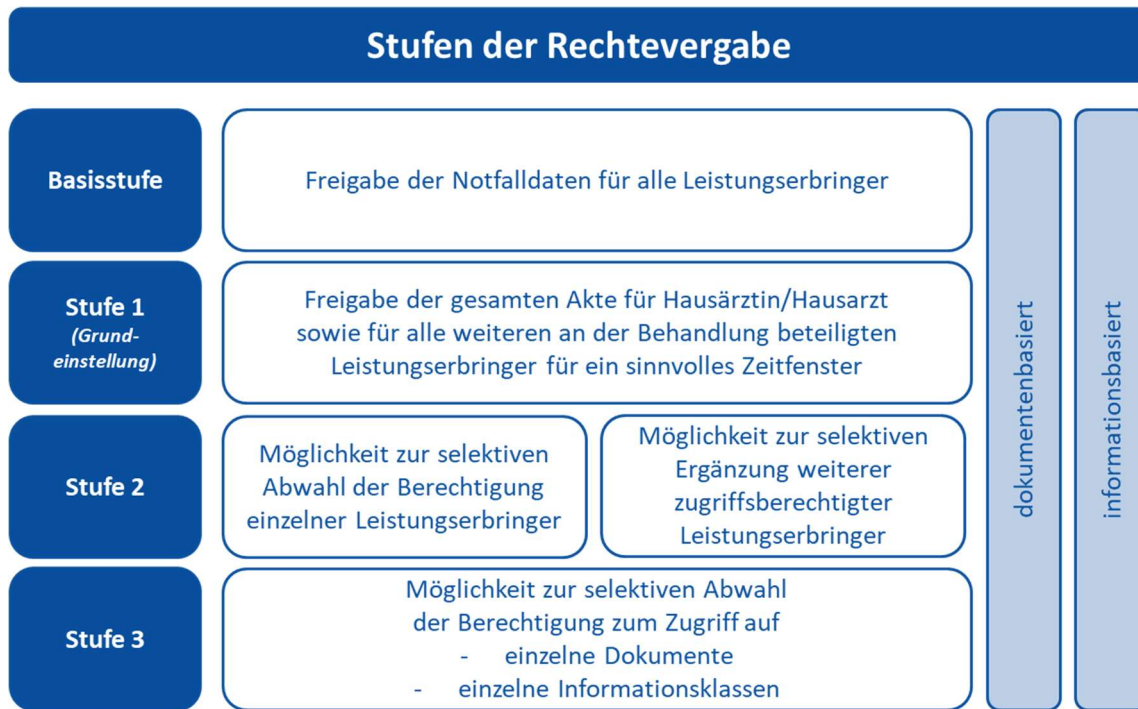 Stufen der Rechtevergabe
Basisstufe
Freigabe der Notfalldaten für alle Leistungserbringer
Stufe 1
(Grund-
einstellung)
Freigabe der gesamten Akte für Hausärztin/Hausarzt
sowie für alle weiteren an der Behandlung beteiligten
Leistungserbringer für ein sinnvolles Zeitfenster
Stufe 2
Möglichkeit zur selektiven
Abwahl der Berechtigung
einzelner Leistungserbringer
Möglichkeit zur selektiven
Ergänzung weiterer
zugriffsberechtigter
Leistungserbringer
Stufe 3
Möglichkeit zur selektiven Abwahl
der Berechtigung zum Zugriff auf
- einzelne Dokumente
- einzelne Informationsklassen
dokumentenbasiert
informationsbasiert